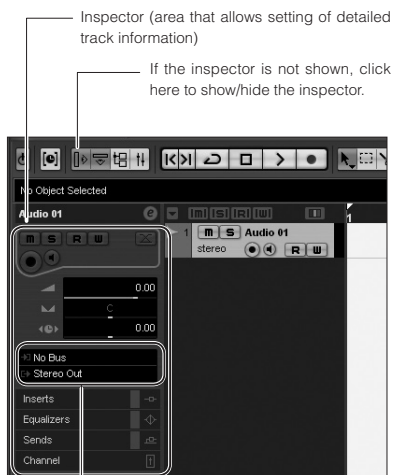 Inspector (area that allows setting of detailed
track information)
If the inspector is not shown, click
here to show/hide the inspector.
No Object Selected
Audio 01
e
m S R W
1 m S Audio 01
stereo R W
1
m S R W
0.00
C
0.00
No Bus
Stereo Out
Inserts
Equalizers
Sends
Channel
1